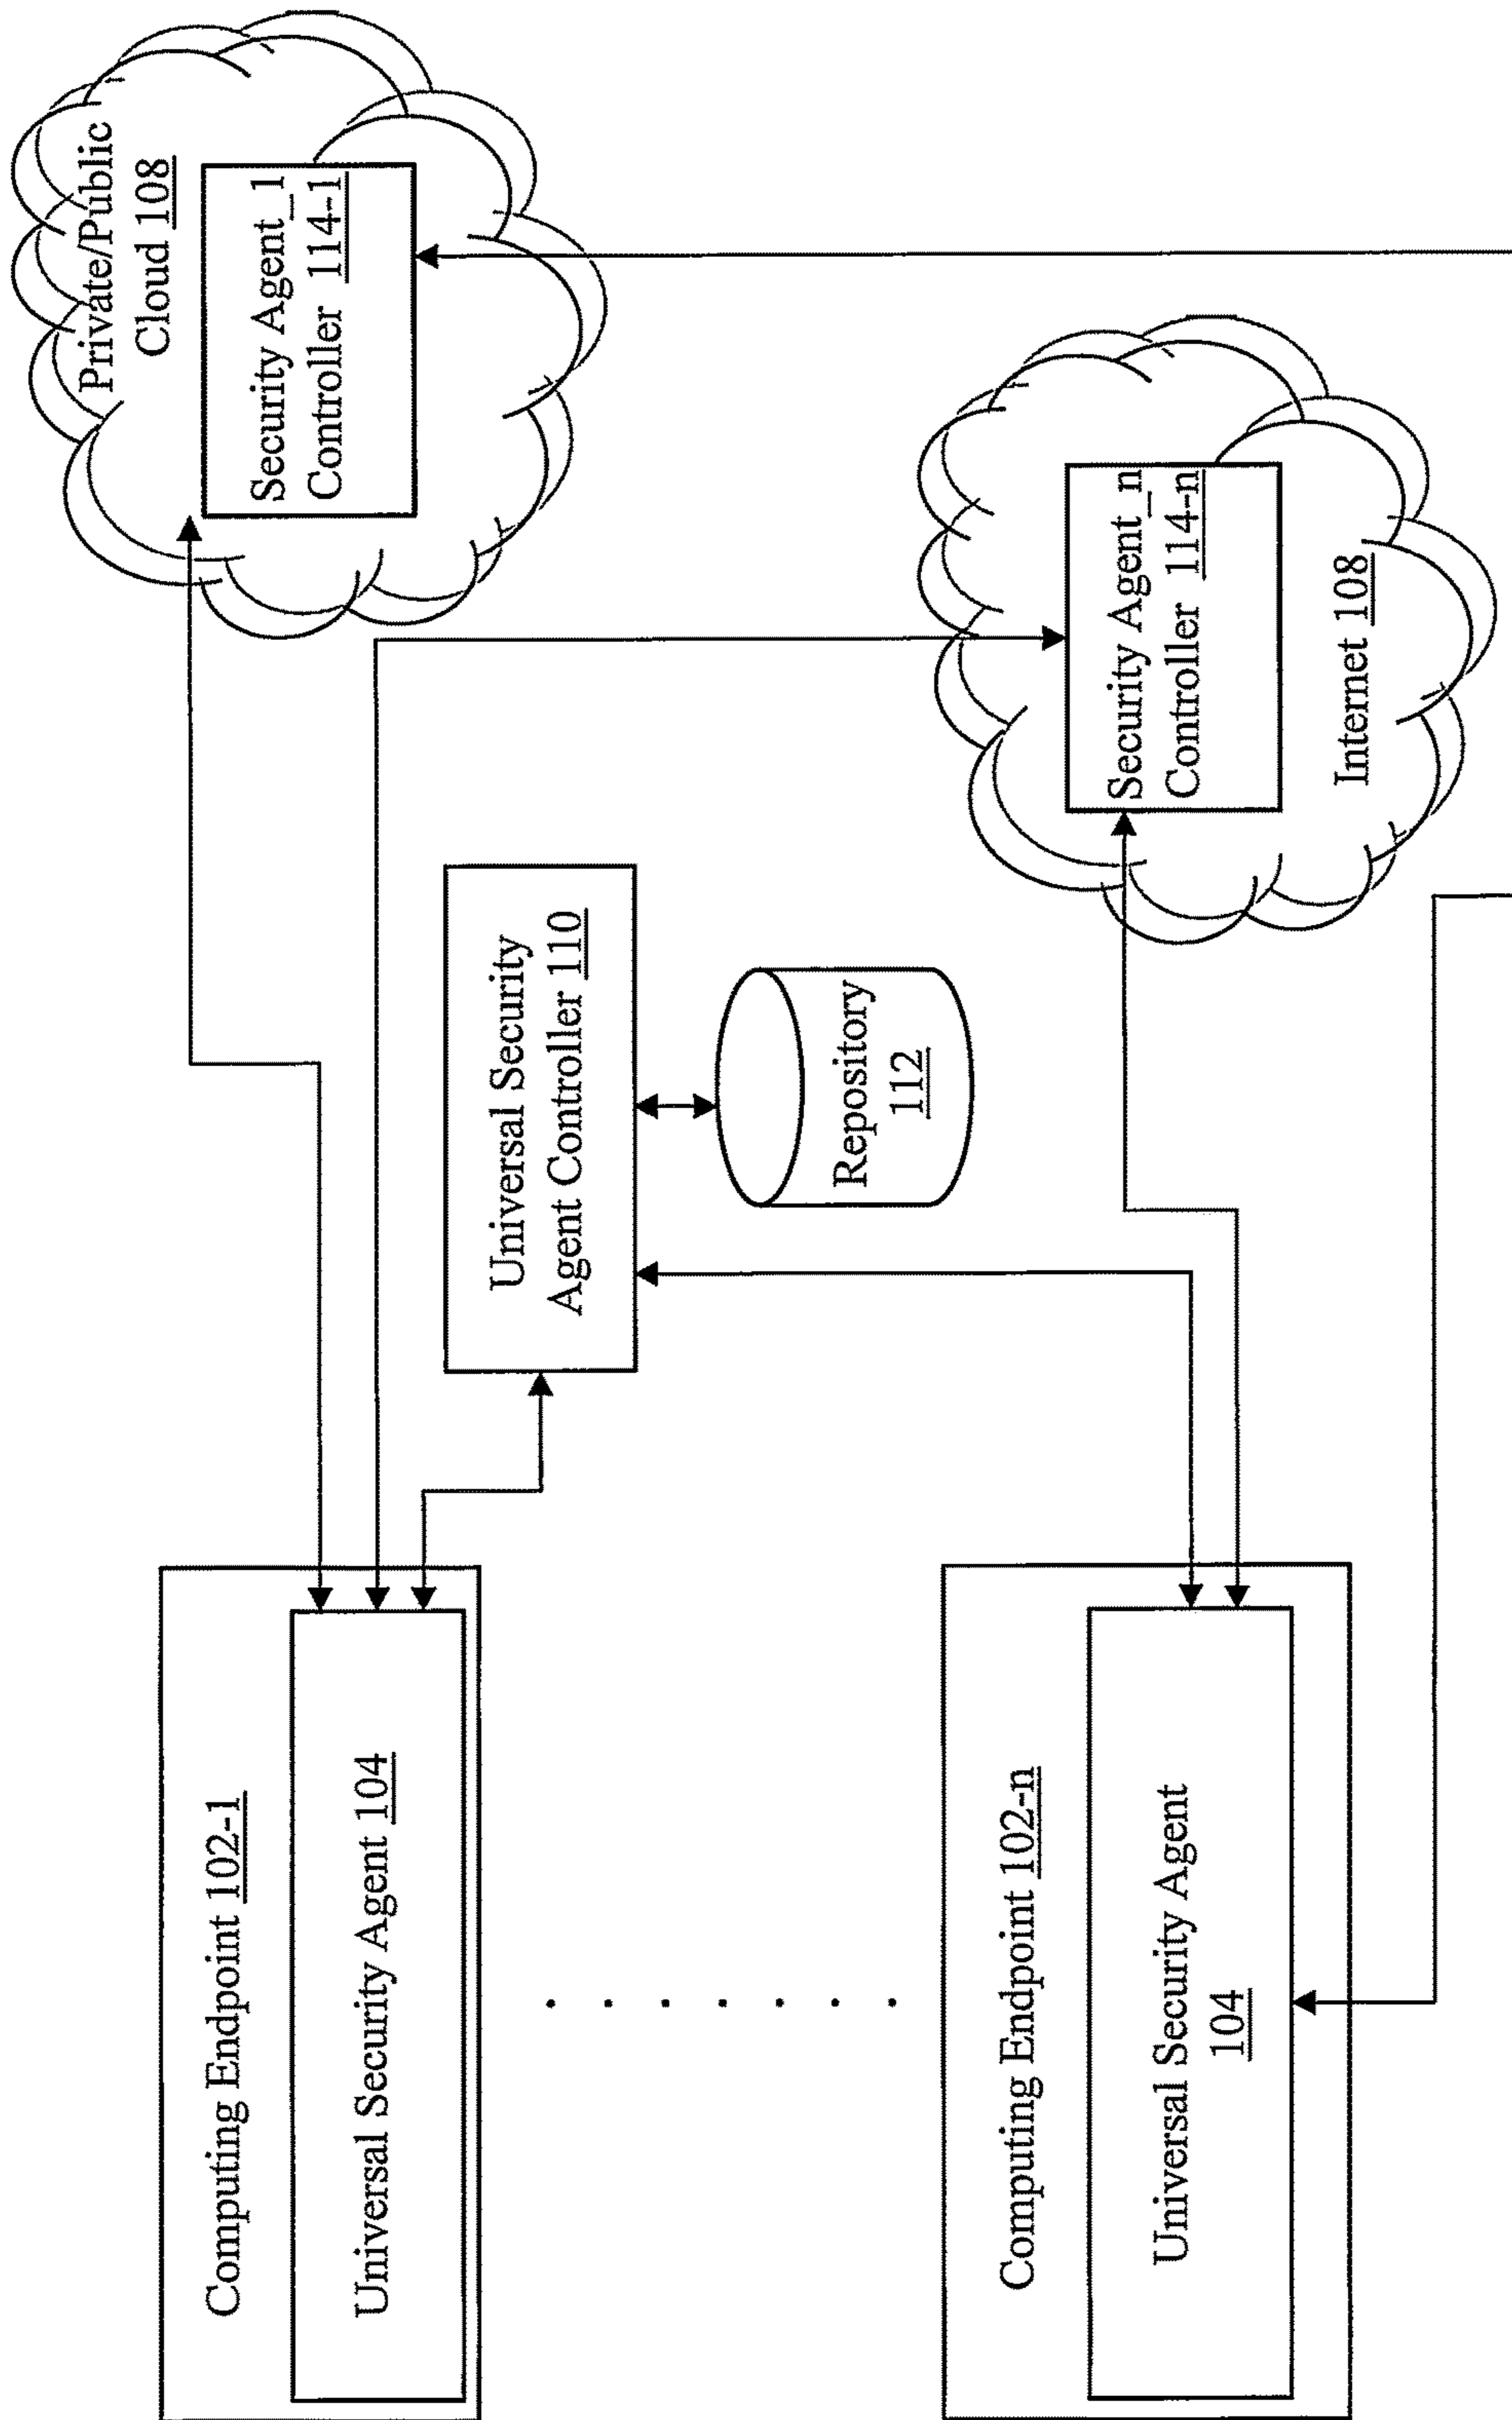 Computing Endpoint 102-1
Universal Security Agent 104
Universal Security
Agent Controller 110
Repository
112
Private/Public
Cloud 108
Security Agent_1
Controller 114-1
Computing Endpoint 102-n
Universal Security Agent
104
Security Agent_n
Controller 114-n
Internet 108